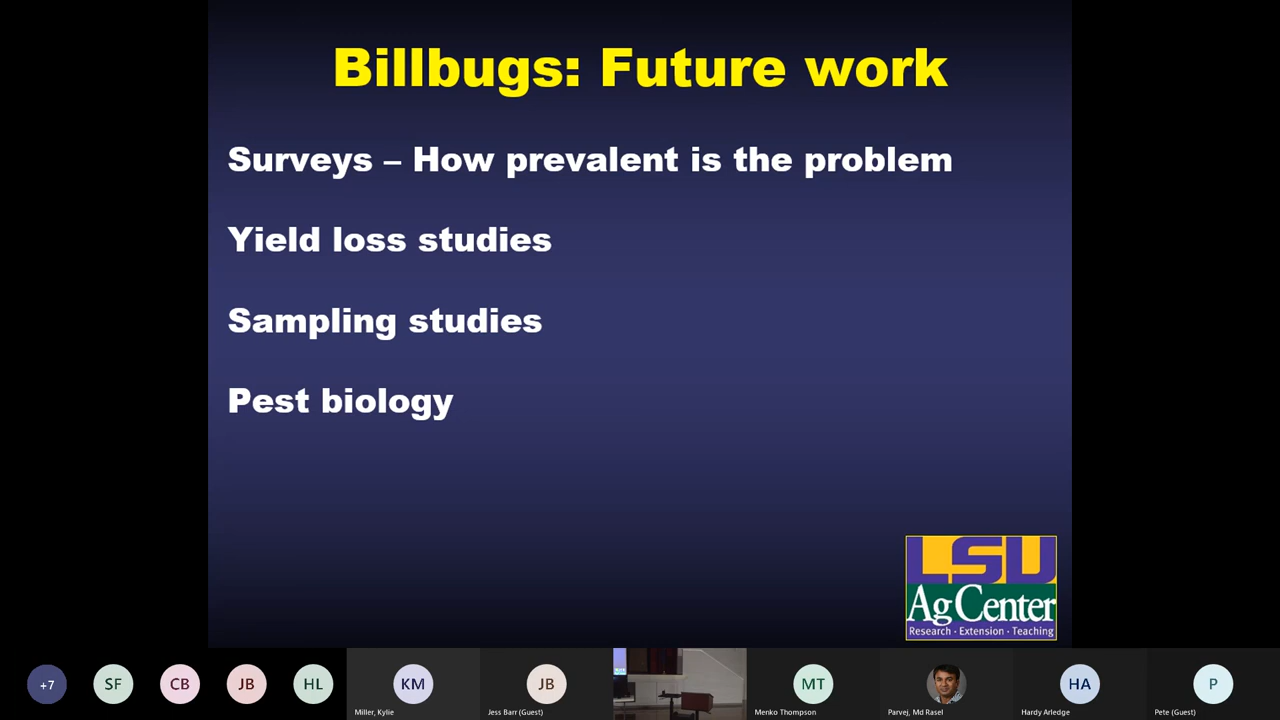 Billbugs: Future work
Surveys – How prevalent is the problem
Yield loss studies
Sampling studies
Pest biology
LSU
AgCenter
Research · Extension · Teaching
+7
SF
CB
JB
HL
KM
Miller, Kylie
JB
Jess Barr (Guest)
MT
Menko Thompson
Parvej, Md Rasel
HA
Hardy Arledge
P
Pete (Guest)